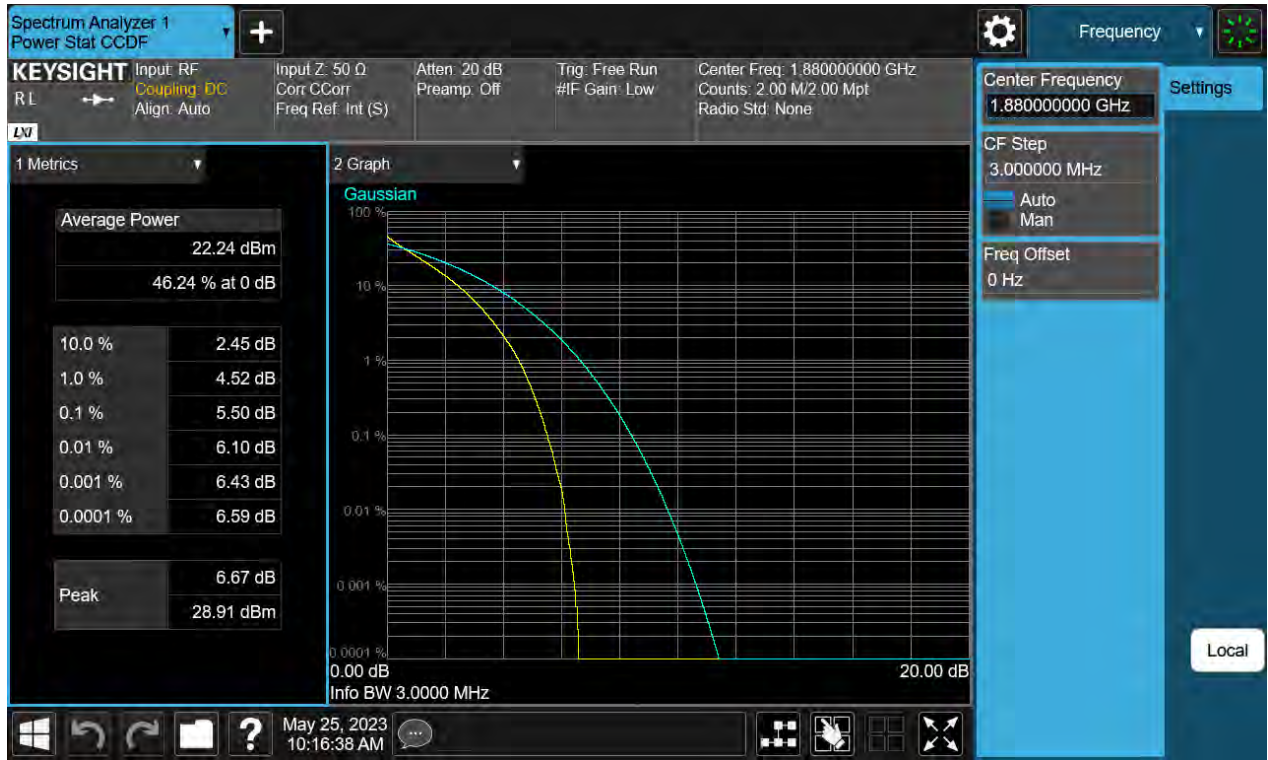 Spectrum Analyzer 1
Power Stat CCDF
Frequency
KEYSIGHT
RL
LXI
Input: RF
Coupling: DC
Align: Auto
Input Z: 50 Ω
Corr CCorr
Freq Ref: Int (S)
Atten: 20 dB
Preamp: Off
Trig: Free Run
#IF Gain: Low
Center Freq: 1.880000000 GHz
Counts: 2.00 M/2.00 Mpt
Radio Std: None
Center Frequency
1.880000000 GHz
Settings
CF Step
3.000000 MHz
Auto
Man
Freq Offset
0 Hz
1 Metrics
Average Power
22.24 dBm
46.24 % at 0 dB
10.0 % 2.45 dB
1.0 % 4.52 dB
0.1 % 5.50 dB
0.01 % 6.10 dB
0.001 % 6.43 dB
0.0001 % 6.59 dB
Peak
6.67 dB
28.91 dBm
2 Graph
Gaussian
100 %
10 %
1 %
0.1 %
0.01 %
0.001 %
0.0001 %
0.00 dB 20.00 dB
Info BW 3.0000 MHz
Local
May 25, 2023
10:16:38 AM